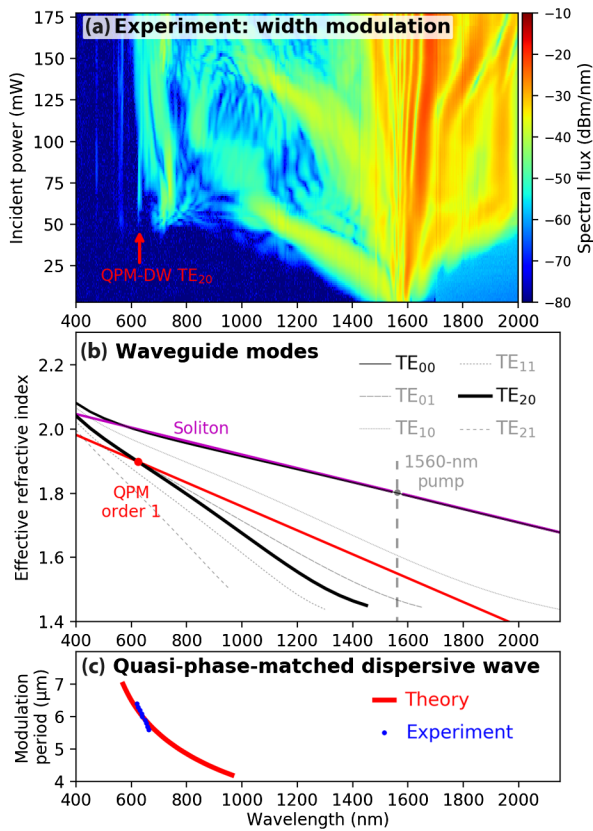 (a) Experiment: width modulation
Incident power (mW)
175
150
125
100
75
50
25
QPM-DW TE₂₀
400 600 800 1000 1200 1400 1600 1800 2000
−10
−20
−30
−40
−50
−60
−70
−80
Spectral flux (dBm/nm)
(b) Waveguide modes
Effective refractive index
2.2
2.0
1.8
1.6
1.4
TE₀₀
TE₁₁
TE₀₁
TE₂₀
TE₁₀
TE₂₁
Soliton
1560-nm
pump
QPM
order 1
400 600 800 1000 1200 1400 1600 1800 2000
(c) Quasi-phase-matched dispersive wave
Modulation
period (μm)
7
6
5
4
Theory
Experiment
400 600 800 1000 1200 1400 1600 1800 2000
Wavelength (nm)